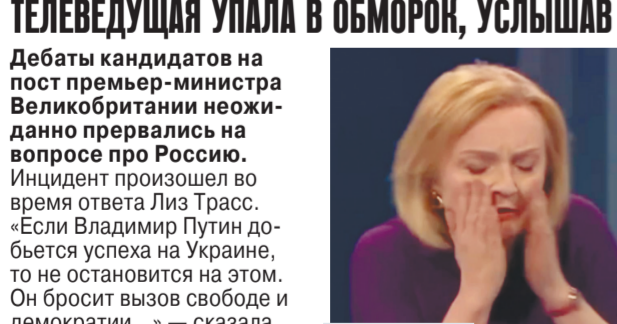 ТЕЛЕВЕДУЩАЯ УПАЛА В ОБМОРОК, УСЛЫШАВ
Дебаты кандидатов на
пост премьер-министра
Великобритании неожи-
данно прервались на
вопросе про Россию.
Инцидент произошел во
время ответа Лиз Трасс.
«Если Владимир Путин до-
бьется успеха на Украине,
то не остановится на этом.
Он бросит вызов свободе и
демократии...» — сказала